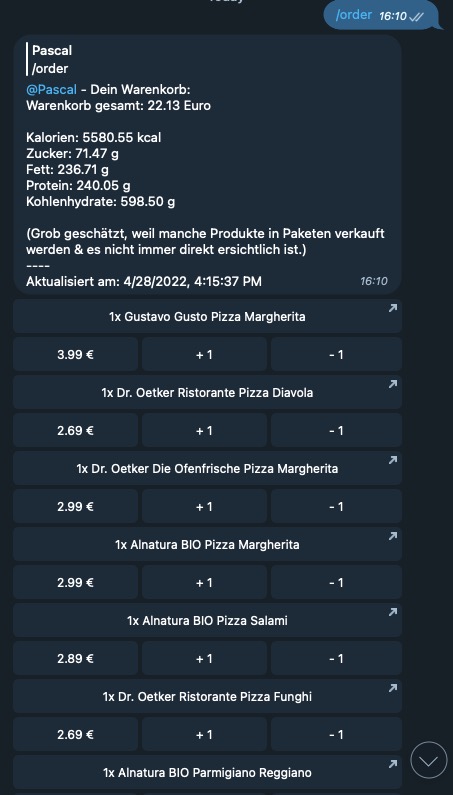 /order 16:10
Pascal
/order
@Pascal - Dein Warenkorb:
Warenkorb gesamt: 22.13 Euro
Kalorien: 5580.55 kcal
Zucker: 71.47 g
Fett: 236.71 g
Protein: 240.05 g
Kohlenhydrate: 598.50 g
(Grob geschätzt, weil manche Produkte in Paketen verkauft
werden & es nicht immer direkt ersichtlich ist.)
----
Aktualisiert am: 4/28/2022, 4:15:37 PM 16:10
1x Gustavo Gusto Pizza Margherita
3.99 € + 1 - 1
1x Dr. Oetker Ristorante Pizza Diavola
2.69 € + 1 - 1
1x Dr. Oetker Die Ofenfrische Pizza Margherita
2.99 € + 1 - 1
1x Alnatura BIO Pizza Margherita
2.99 € + 1 - 1
1x Alnatura BIO Pizza Salami
2.89 € + 1 - 1
1x Dr. Oetker Ristorante Pizza Funghi
2.69 € + 1 - 1
1x Alnatura BIO Parmigiano Reggiano